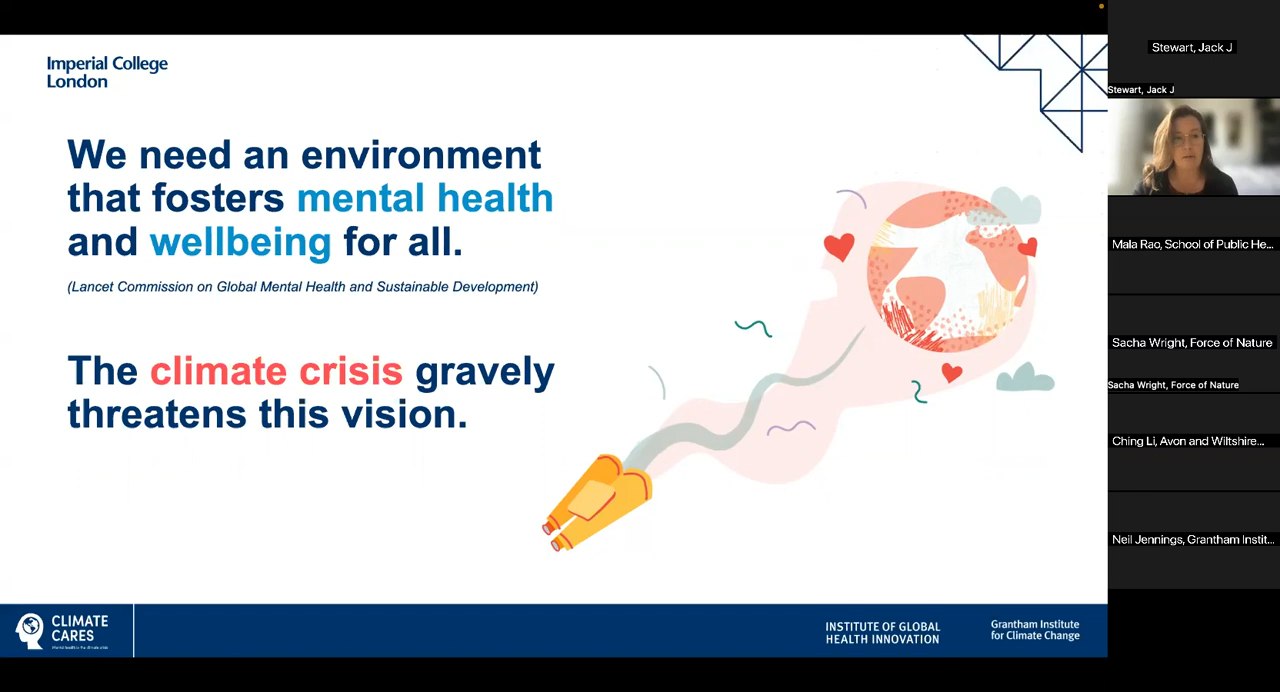 Imperial College
London
We need an environment
that fosters mental health
and wellbeing for all.
(Lancet Commission on Global Mental Health and Sustainable Development)
The climate crisis gravely
threatens this vision.
CLIMATE
CARES
INSTITUTE OF GLOBAL
HEALTH INNOVATION
Grantham Institute
for Climate Change
Stewart, Jack J
Stewart, Jack J
Mala Rao, School of Public He...
Sacha Wright, Force of Nature
Sacha Wright, Force of Nature
Ching Li, Avon and Wiltshire...
Neil Jennings, Grantham Instit...